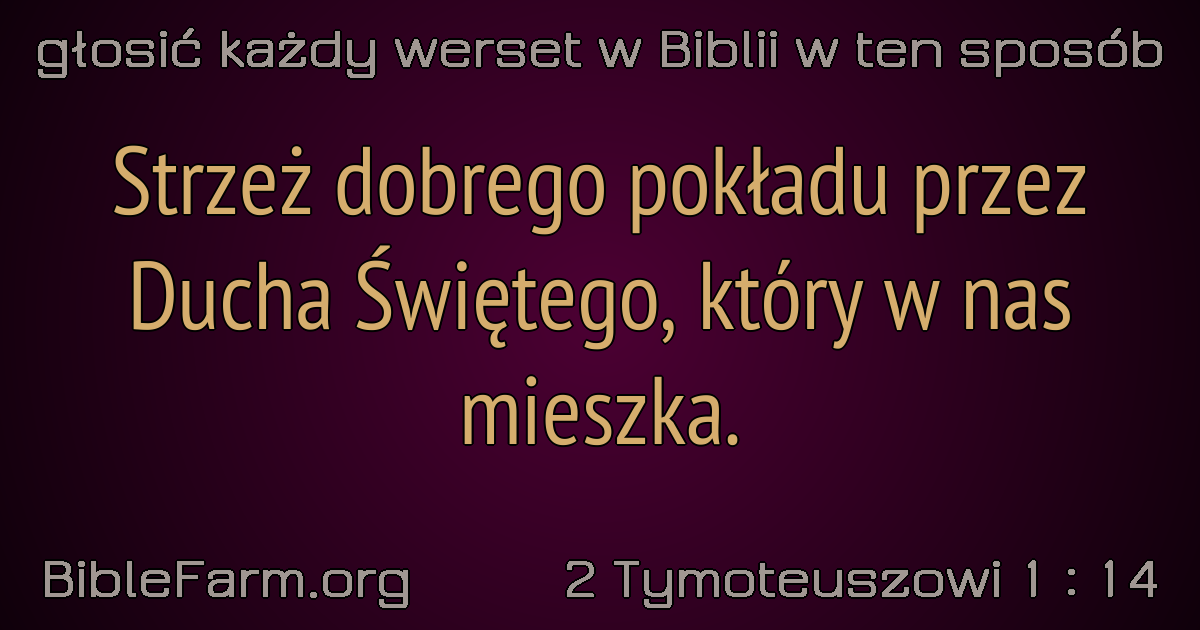 głosić każdy werset w Biblii w ten sposób
Strzeż dobrego pokładu przez
Ducha Świętego, który w nas
mieszka.
BibleFarm.org
2 Tymoteuszowi 1 : 14